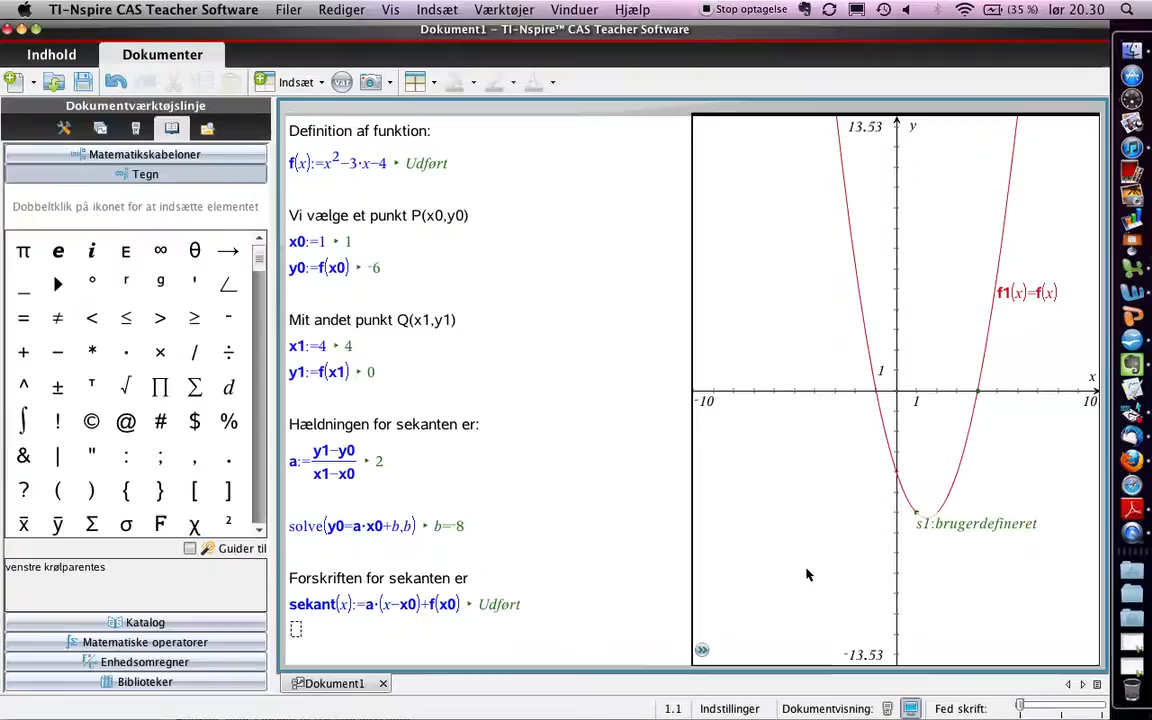 TI-Nspire CAS Teacher Software Filer Rediger Vis Indsæt Værktøjer Vinduer Hjælp Stop optagelse (35 %) lør 20.30
Dokument1 – TI-Nspire™ CAS Teacher Software
Indhold Dokumenter
Indsæt var
Dokumentværktøjslinje
Matematikskabeloner
Tegn
Dobbeltklik på ikonet for at indsætte elementet
π e i E ∞ θ →
_ ▶ ° r g ' ∠
= ≠ < ≤ > ≥ -
+ − * · × / ÷
^ ± T √ ∏ ∑ d
∫ ! © @ # $ %
& | " : ; , .
? ( ) { } [ ]
x̄ ȳ Σ σ F χ ²
Guider til
venstre krølparentes
Katalog
Matematiske operatorer
Enhedsomregner
Biblioteker
Definition af funktion:
f(x):=x²−3·x−4 ▸ Udført
Vi vælge et punkt P(x0,y0)
x0:=1 ▸ 1
y0:=f(x0) ▸ -6
Mit andet punkt Q(x1,y1)
x1:=4 ▸ 4
y1:=f(x1) ▸ 0
Hældningen for sekanten er:
a:=(y1−y0)/(x1−x0) ▸ 2
solve(y0=a·x0+b,b) ▸ b=-8
Forskriften for sekanten er
sekant(x):=a·(x−x0)+f(x0) ▸ Udført
13.53 y
f1(x)=f(x)
1 x
-10 1 10
s1:brugerdefineret
-13.53
Dokument1
1.1 Indstillinger Dokumentvisning: Fed skrift: